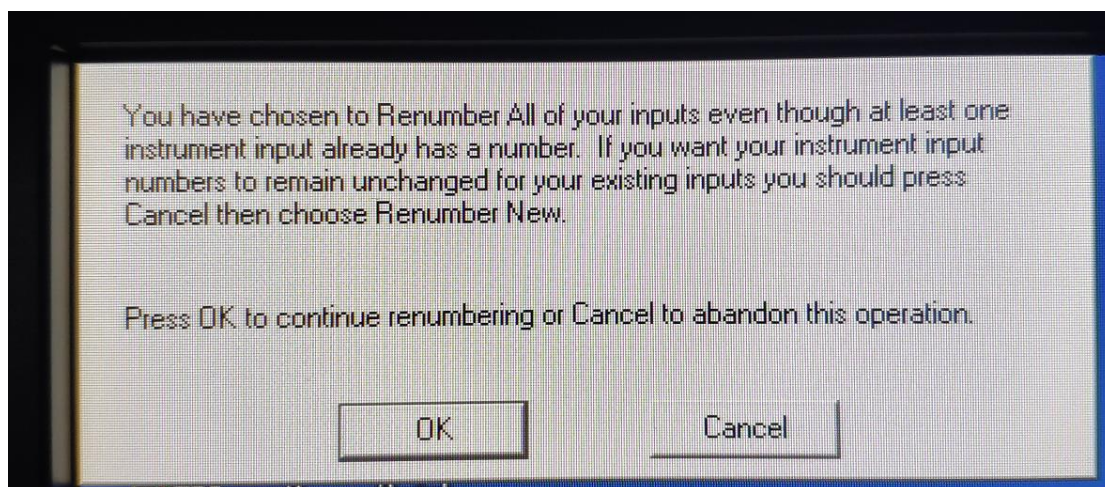 You have chosen to Renumber All of your inputs even though at least one
instrument input already has a number.  If you want your instrument input
numbers to remain unchanged for your existing inputs you should press
Cancel then choose Renumber New.
Press OK to continue renumbering or Cancel to abandon this operation.
OK
Cancel